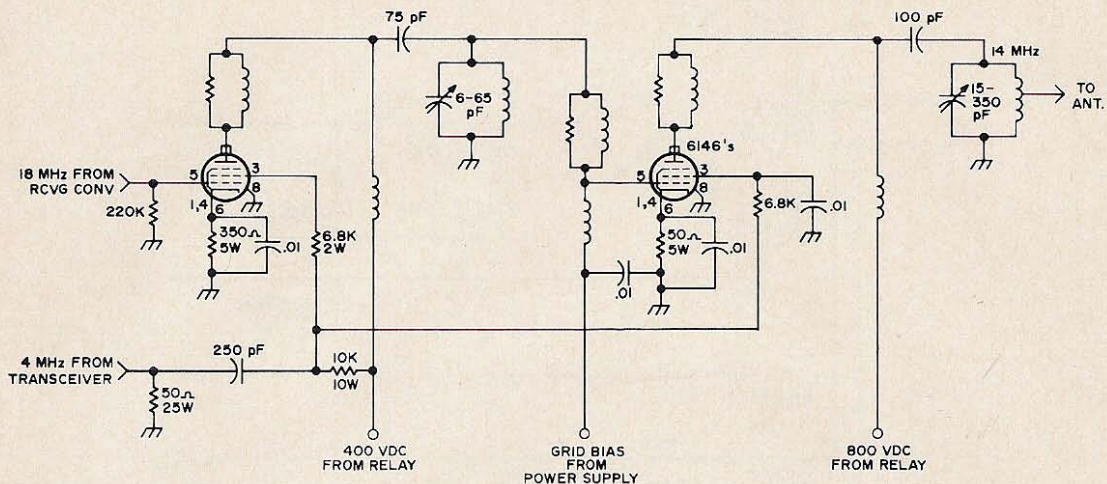 75 pF
100 pF
14 MHz
6-65
pF
15-
350
pF
TO
ANT.
6146's
18 MHz FROM
RCVG CONV
5
3
8
1,4
6
220K
350Ω
5W
.01
6.8K
2W
5
3
8
1,4
6
50Ω
5W
.01
6.8K
.01
.01
4 MHz FROM
TRANSCEIVER
250 pF
10K
10W
50Ω
25W
400 VDC
FROM RELAY
GRID BIAS
FROM
POWER SUPPLY
800 VDC
FROM RELAY